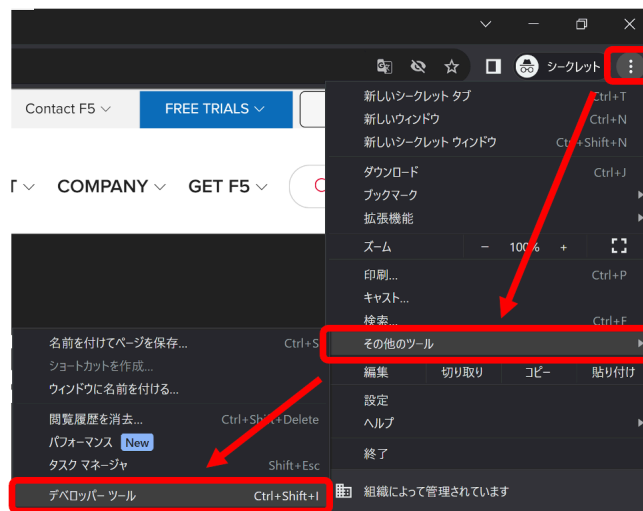 シークレット
Contact F5
FREE TRIALS
COMPANY
GET F5
新しいシークレット タブ Ctrl+T
新しいウィンドウ Ctrl+N
新しいシークレット ウィンドウ Ctrl+Shift+N
ダウンロード Ctrl+J
ブックマーク
拡張機能
ズーム - 100% +
印刷... Ctrl+P
キャスト...
検索... Ctrl+F
その他のツール
編集 切り取り コピー 貼り付け
設定
ヘルプ
終了
組織によって管理されています
名前を付けてページを保存... Ctrl+S
ショートカットを作成...
ウィンドウに名前を付ける...
閲覧履歴を消去... Ctrl+Shift+Delete
パフォーマンス New
タスク マネージャ Shift+Esc
デベロッパー ツール Ctrl+Shift+I